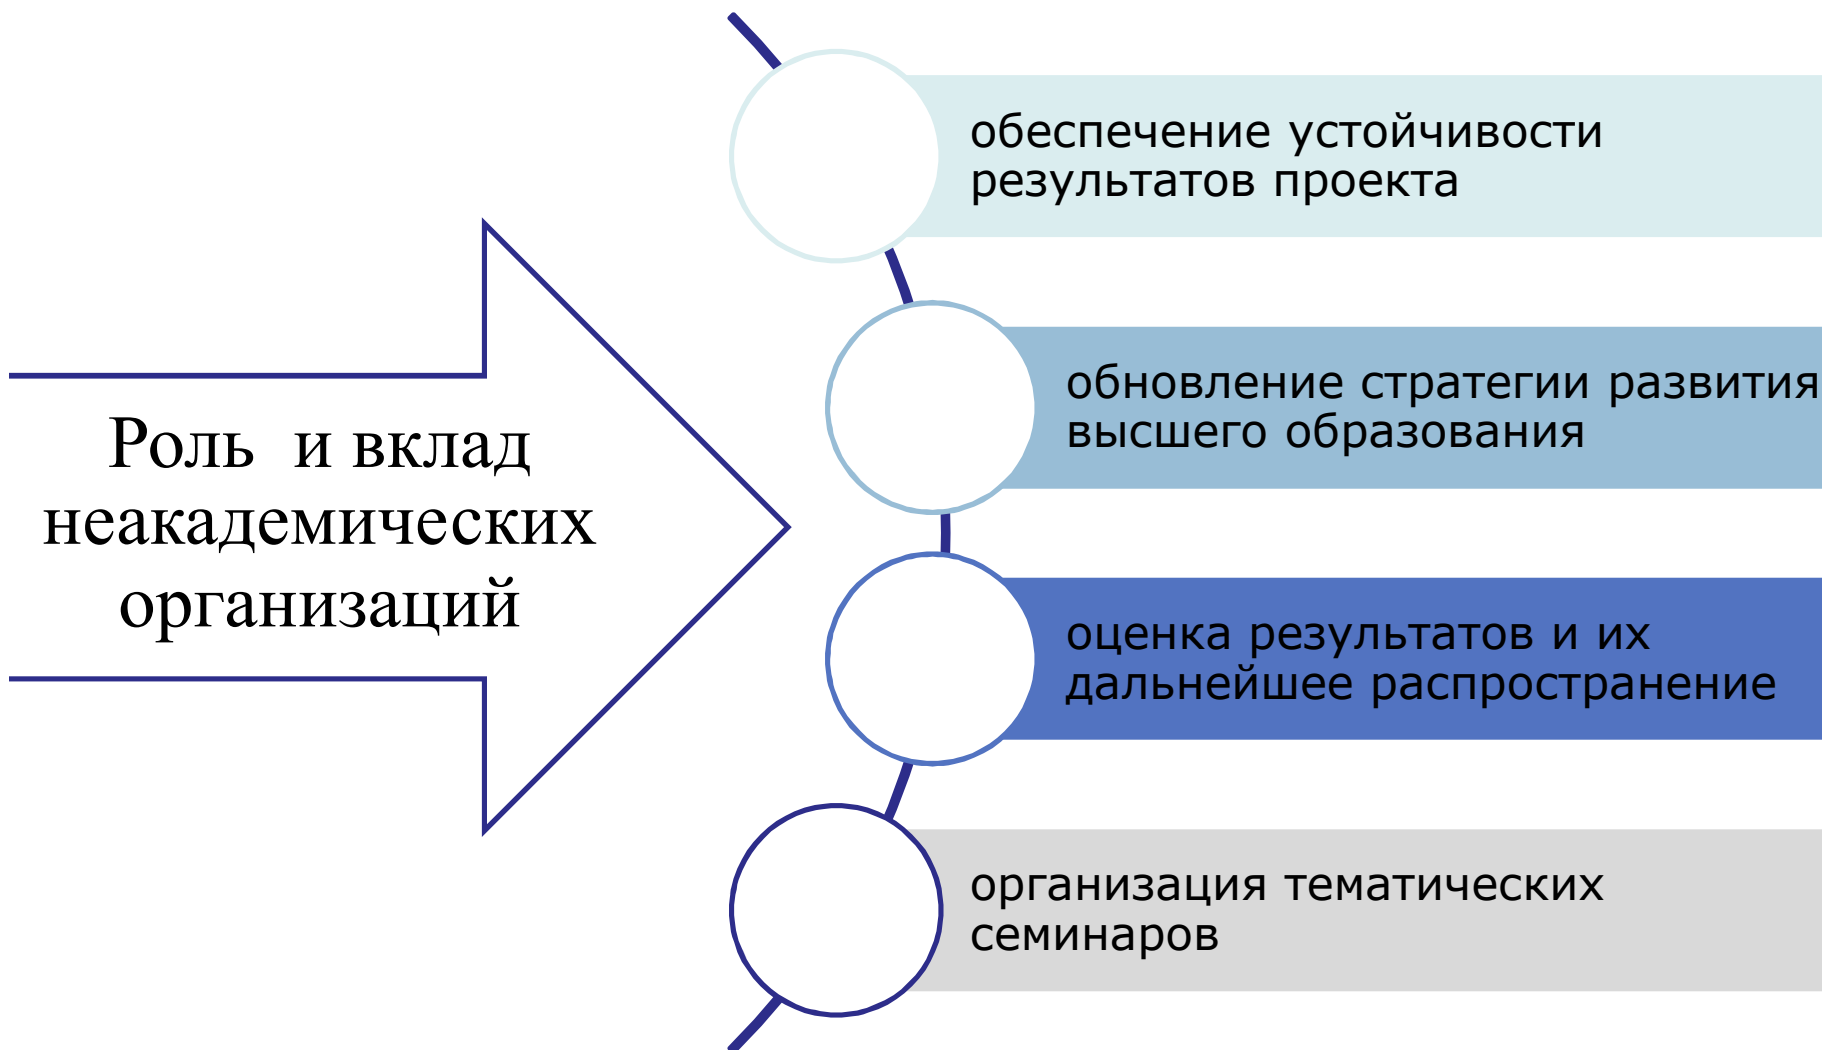 Роль и вклад
неакадемических
организаций
обеспечение устойчивости
результатов проекта
обновление стратегии развития
высшего образования
оценка результатов и их
дальнейшее распространение
организация тематических
семинаров